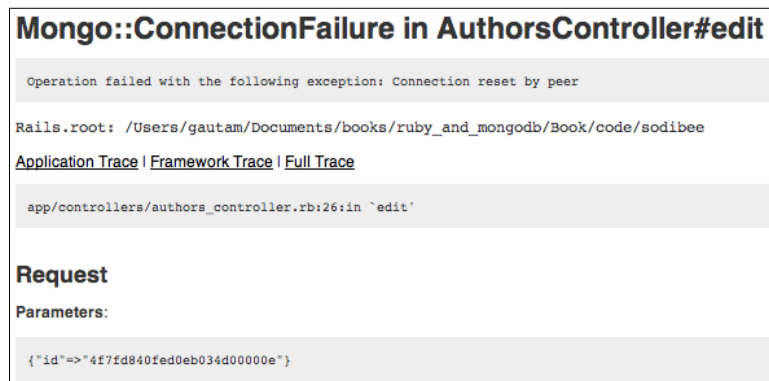 Mongo::ConnectionFailure in AuthorsController#edit
Operation failed with the following exception: Connection reset by peer
Rails.root: /Users/gautam/Documents/books/ruby_and_mongodb/Book/code/sodibee
Application Trace | Framework Trace | Full Trace
app/controllers/authors_controller.rb:26:in `edit'
Request
Parameters:
{"id"=>"4f7fd840fed0eb034d00000e"}